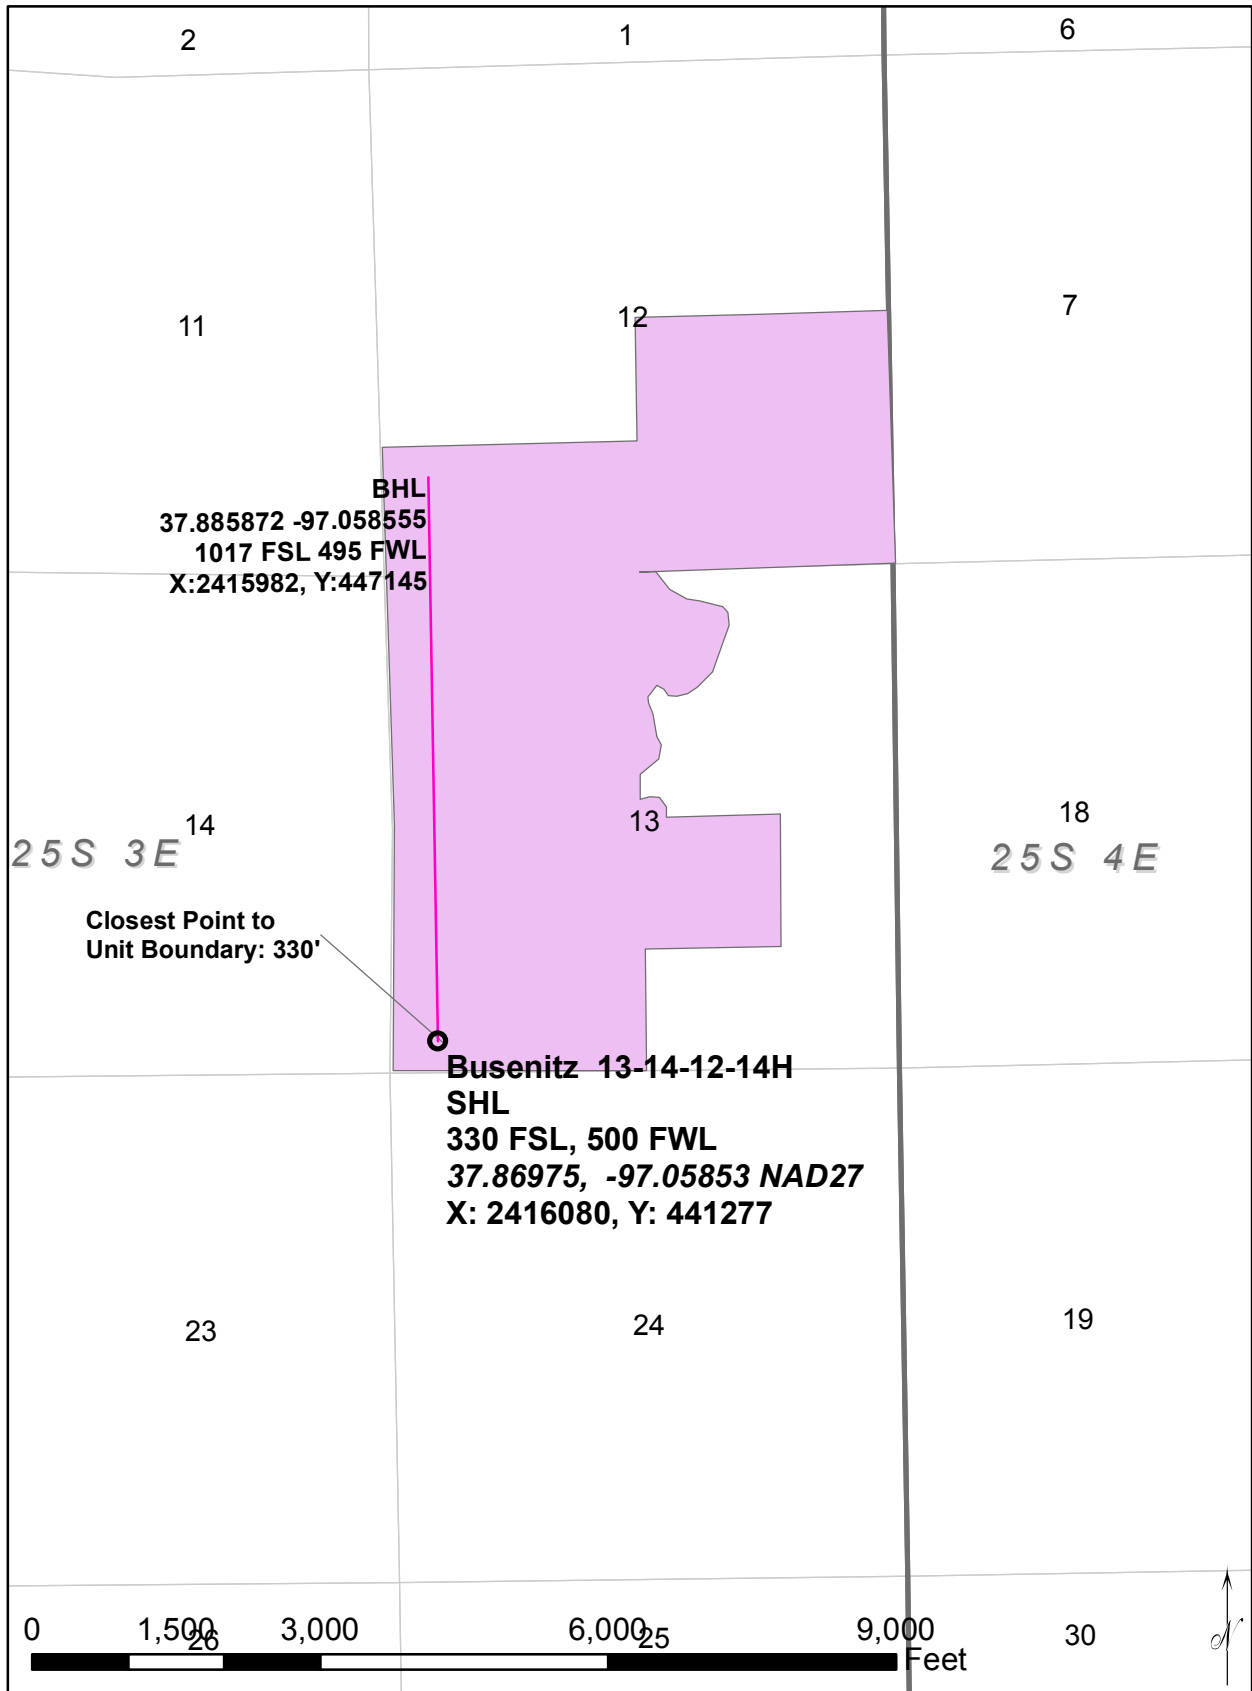 2
1
6
11
12
7
BHL
37.885872 -97.058555
1017 FSL 495 FWL
X:2415982, Y:447145
14
13
18
25S 3E
25S 4E
Closest Point to
Unit Boundary: 330'
Busenitz 13-14-12-14H
SHL
330 FSL, 500 FWL
37.86975, -97.05853 NAD27
X: 2416080, Y: 441277
23
24
19
0 1,500 3,000 6,000 9,000
26
25
30
Feet
N